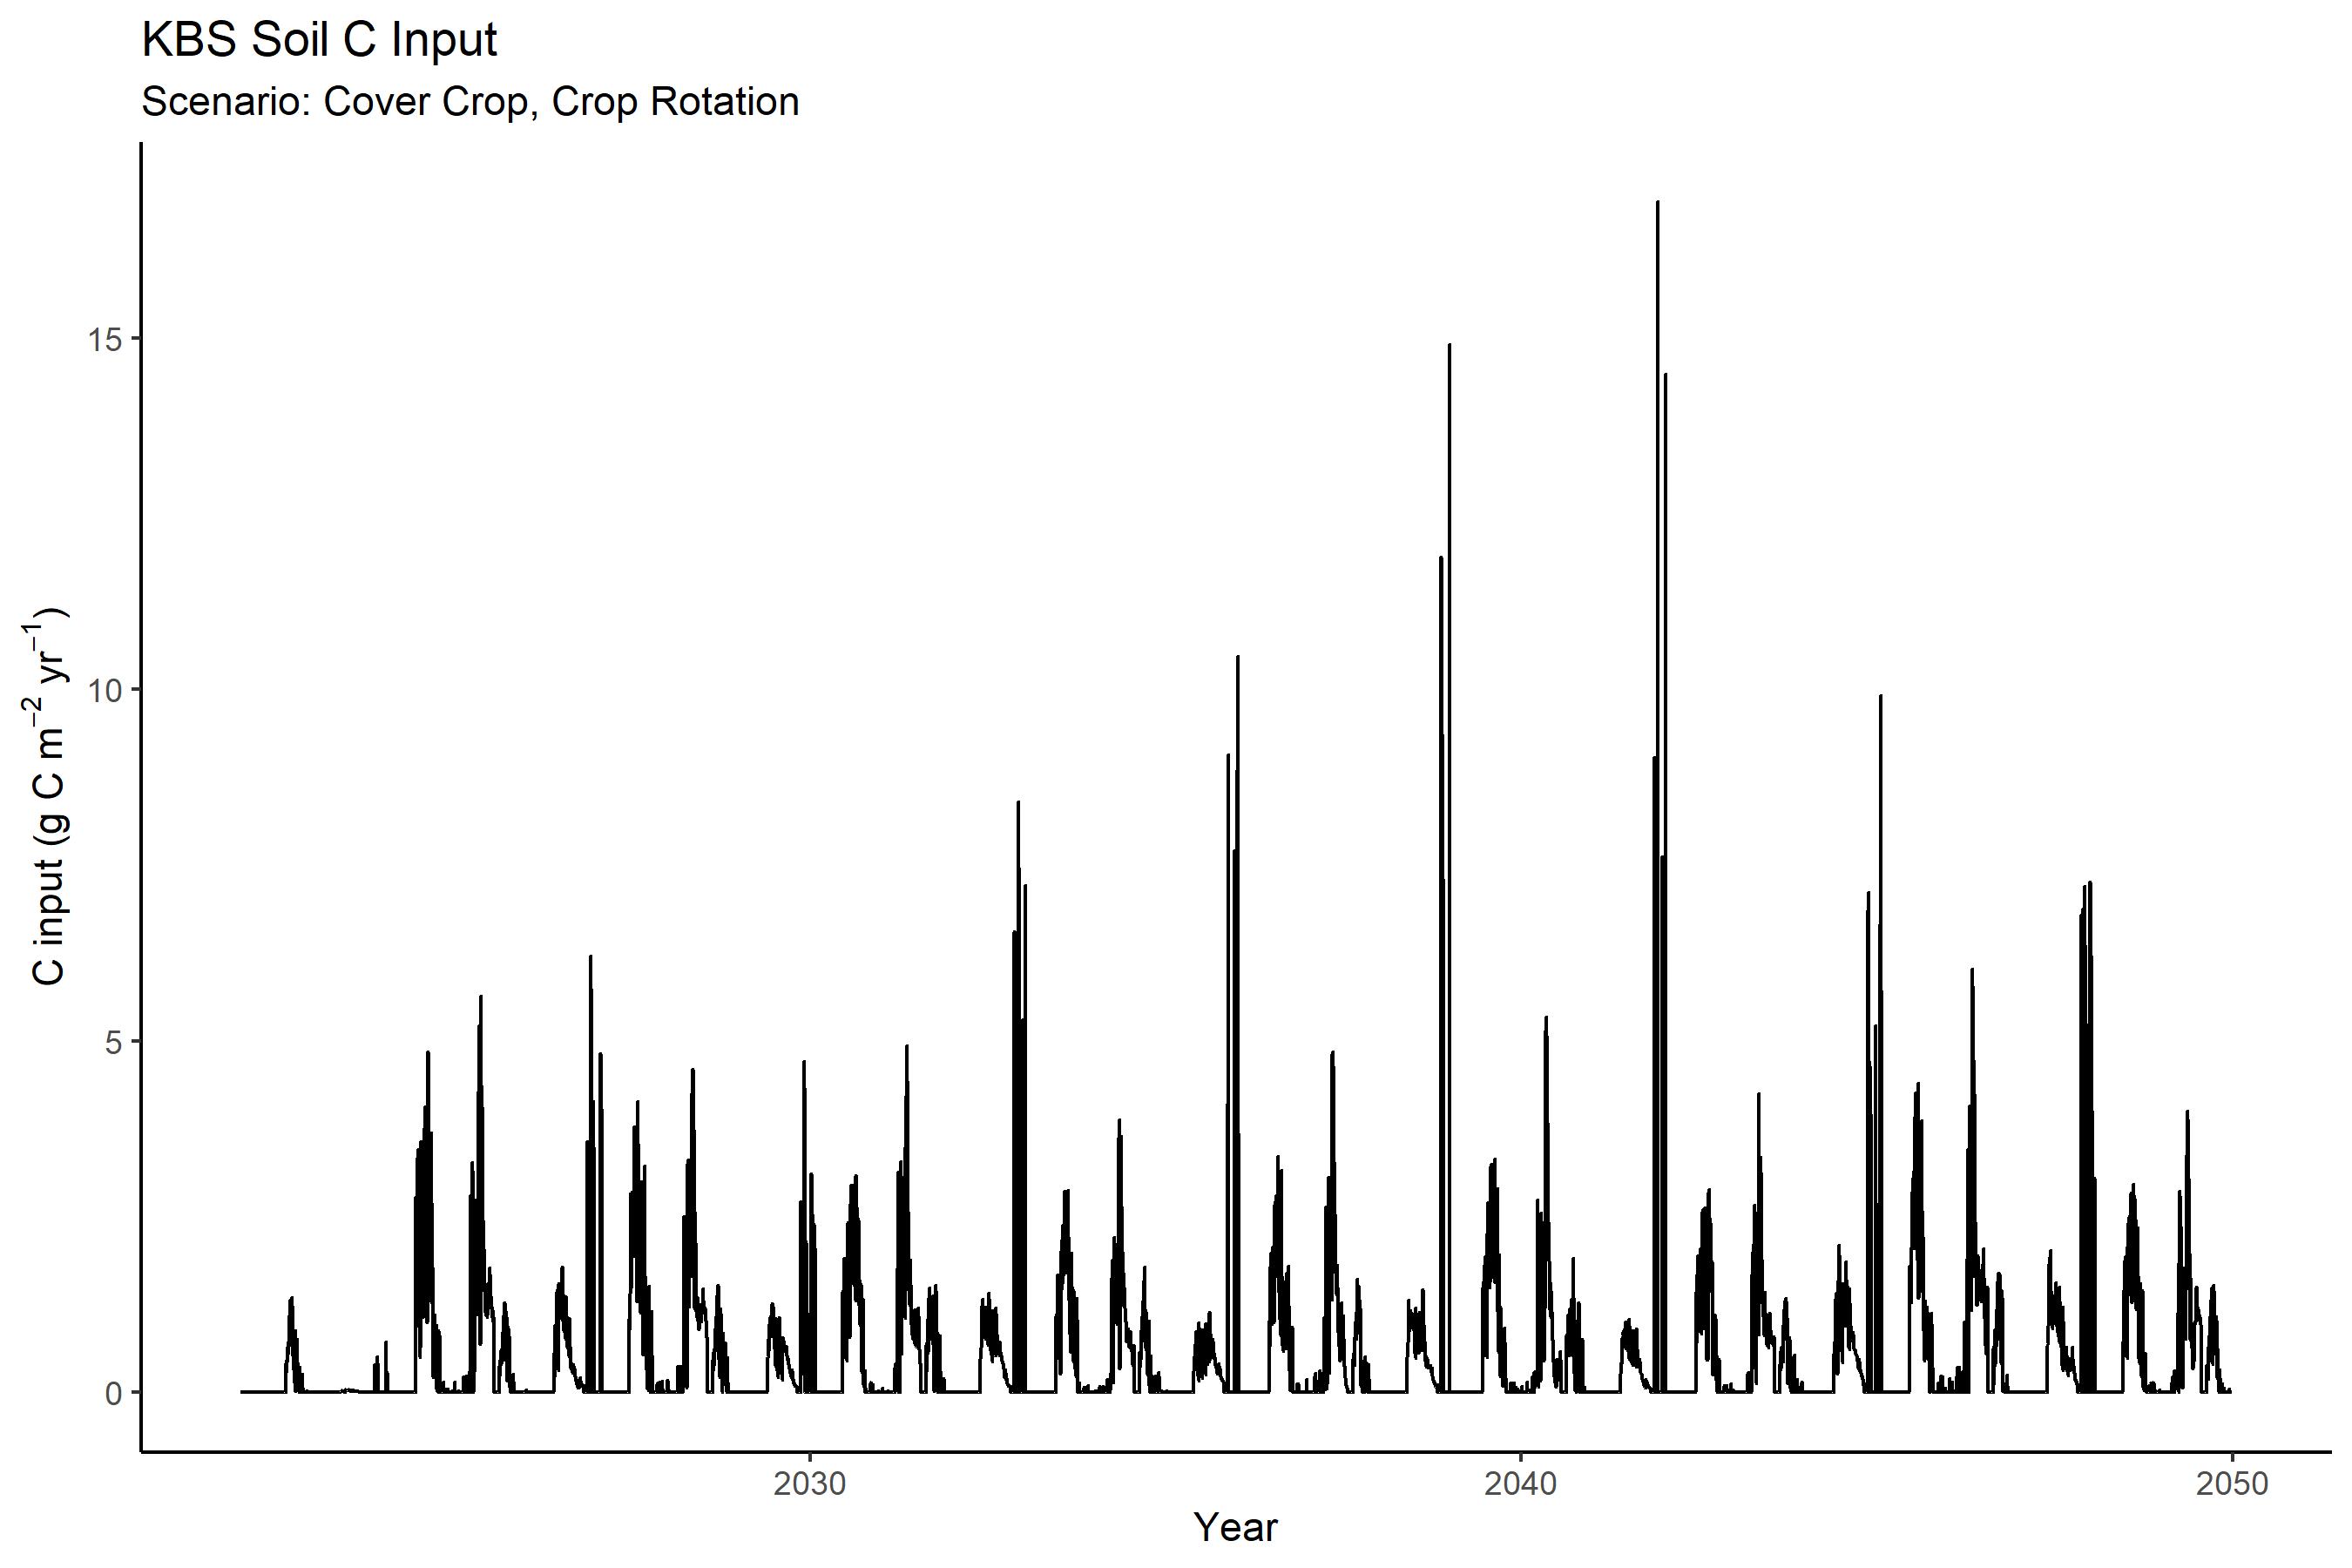 KBS Soil C Input
Scenario: Cover Crop, Crop Rotation
15
10
5
0
C input (g C m⁻² yr⁻¹)
2030
2040
2050
Year